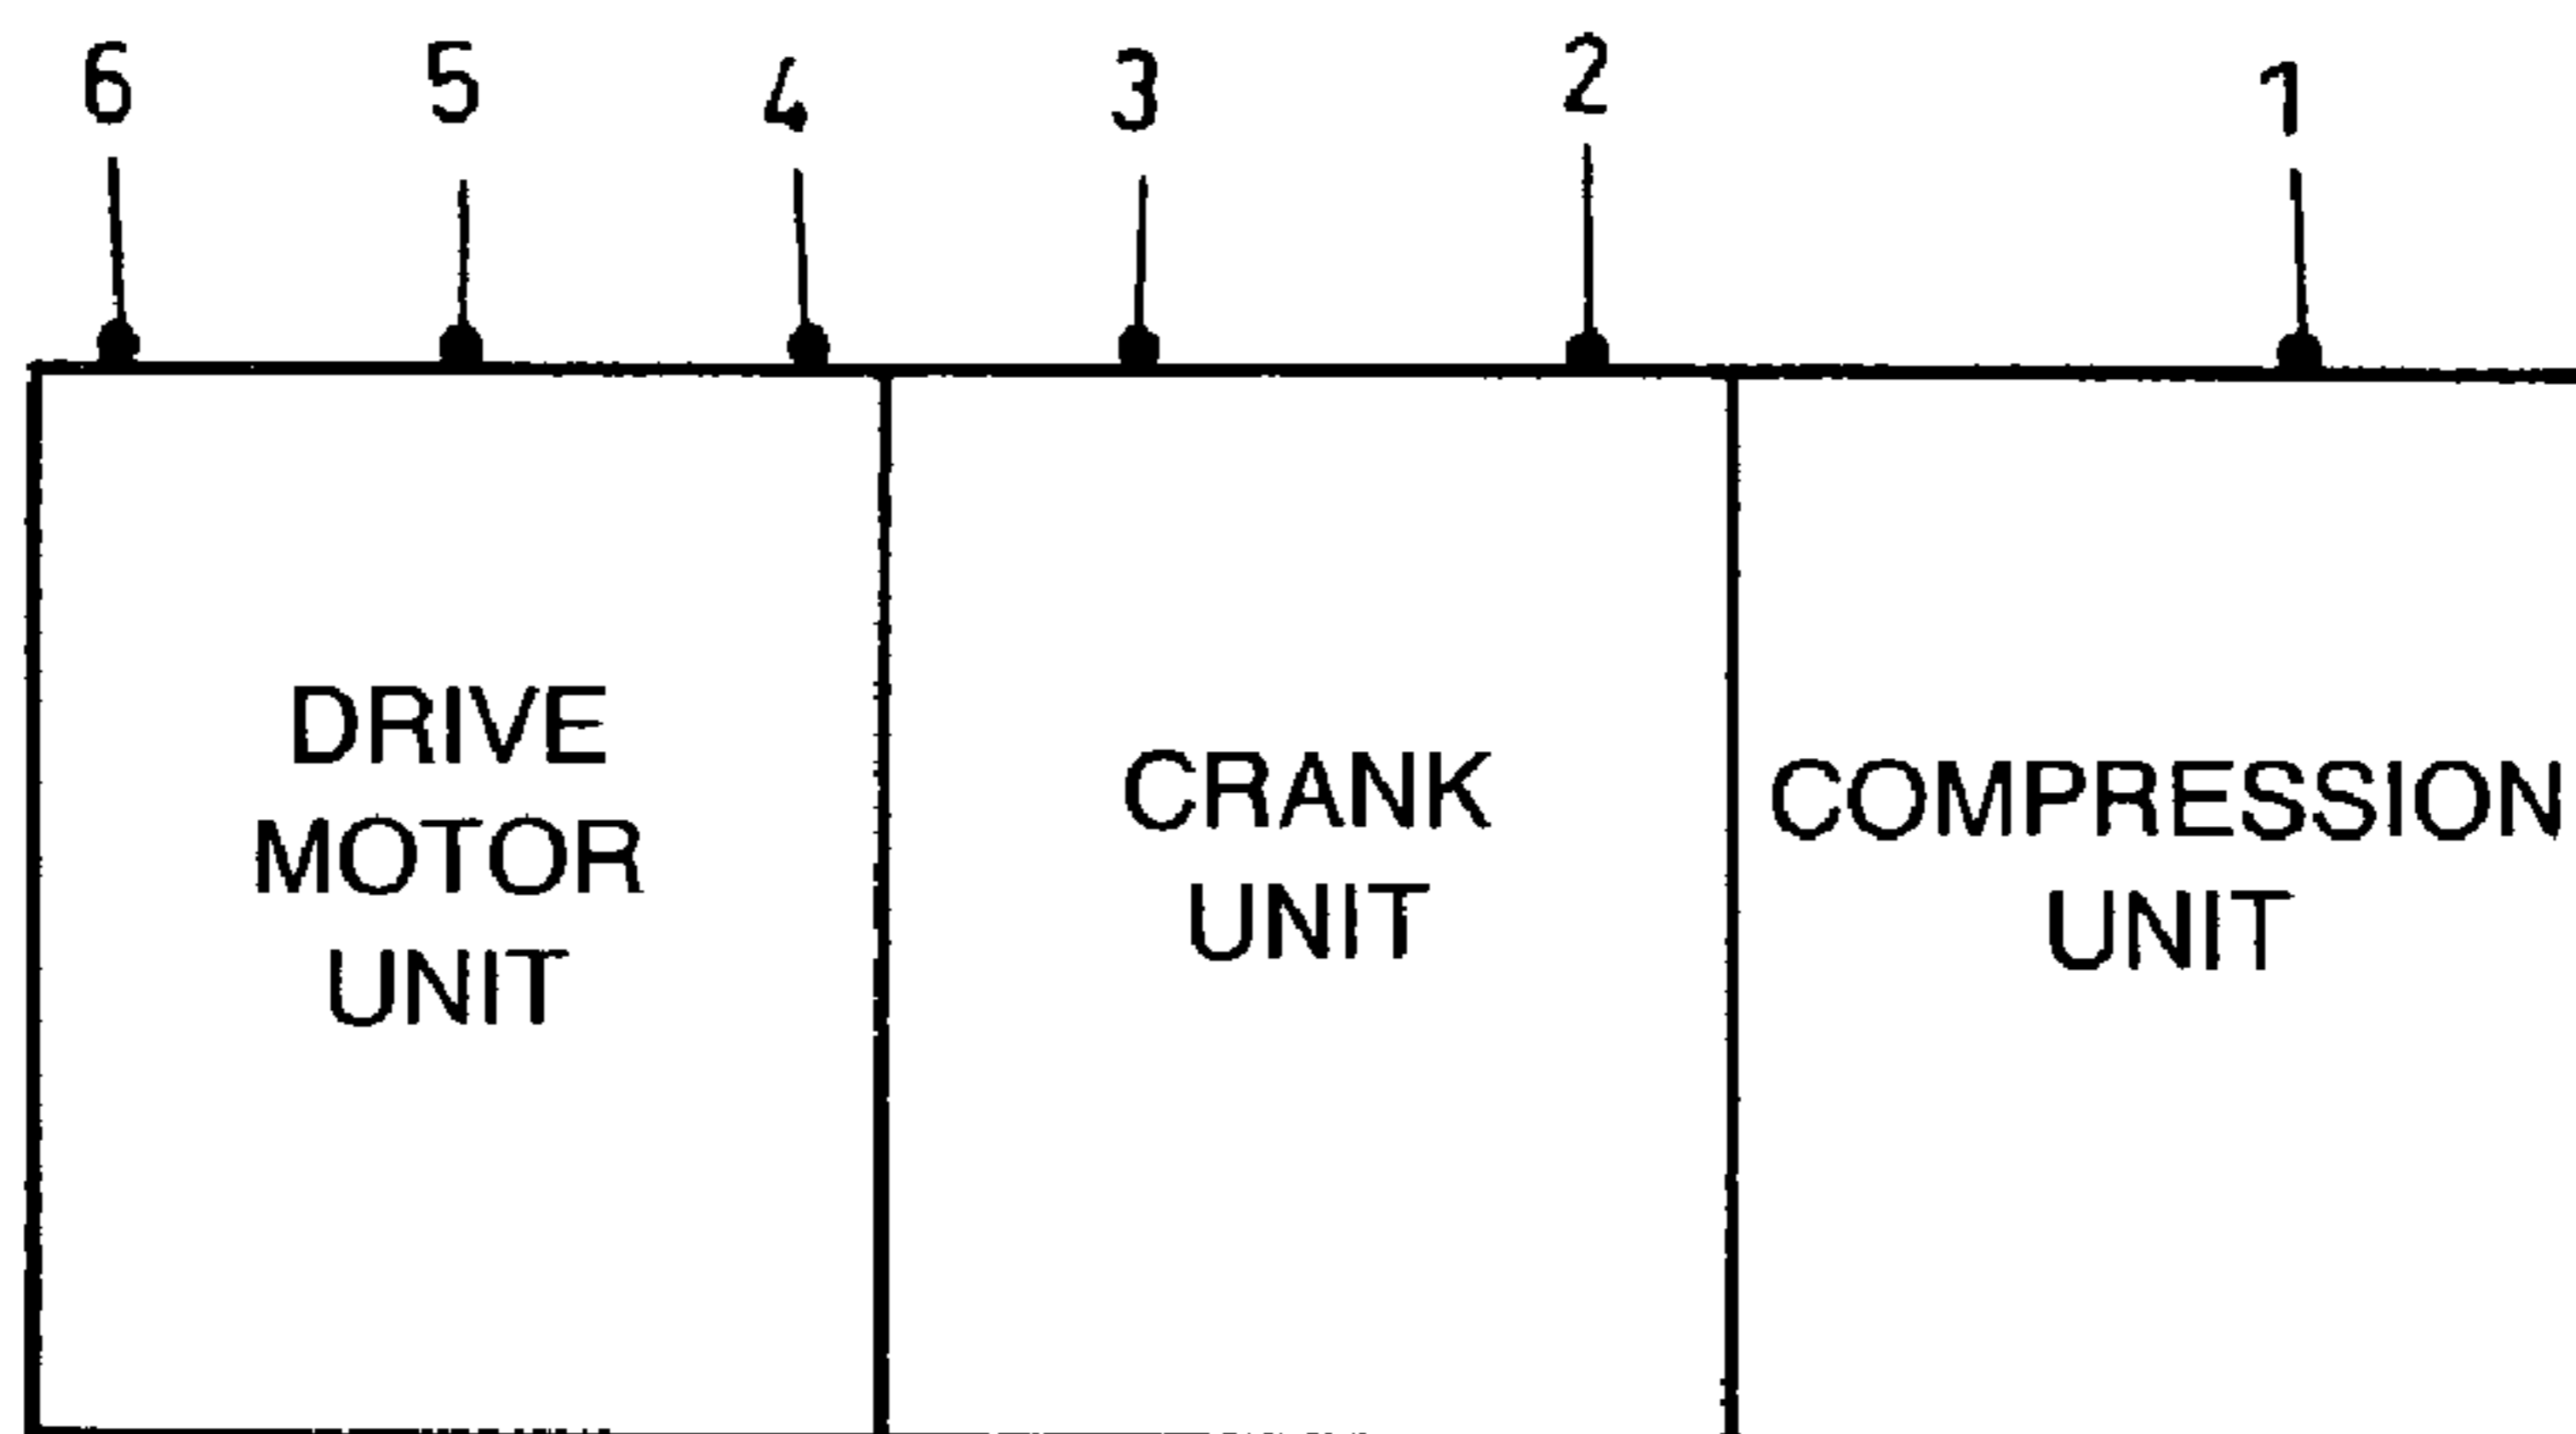 6 5 4 3 2 1
DRIVE
MOTOR
UNIT
CRANK
UNIT
COMPRESSION
UNIT